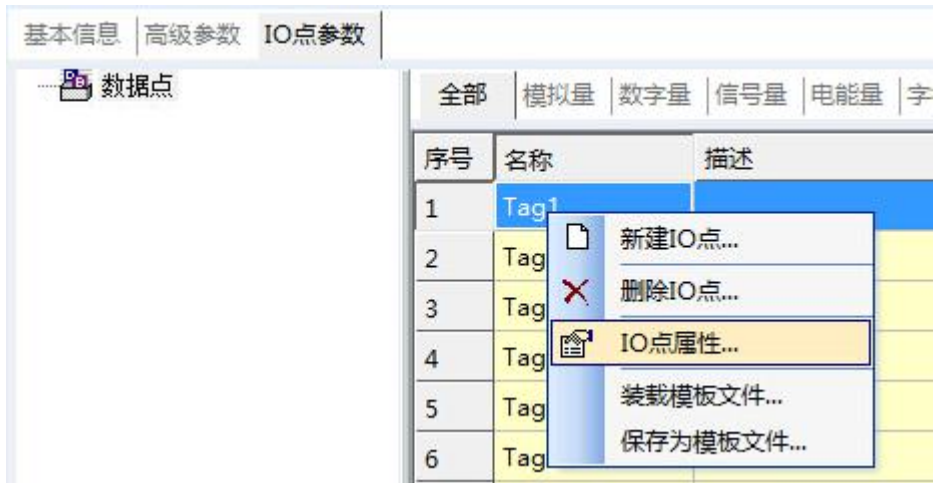 基本信息 高级参数 IO点参数
数据点
全部 模拟量 数字量 信号量 电能量
序号 名称 描述
1 Tag1
2 Tag
3 Tag
4 Tag
5 Tag
6 Tag
新建IO点...
删除IO点...
IO点属性...
装载模板文件...
保存为模板文件...